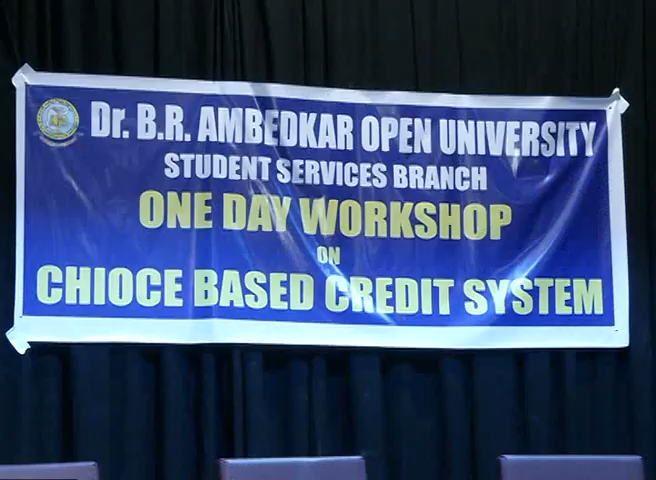 Dr. B.R. AMBEDKAR OPEN UNIVERSITY
STUDENT SERVICES BRANCH
ONE DAY WORKSHOP
ON
CHIOCE BASED CREDIT SYSTEM